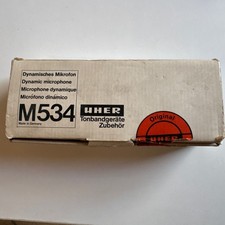 Dynamisches Mikrofon
Dynamic microphone
Microphone dynamique
Micrófono dinámico
M534
Made in Germany
UHER
Tonbandgeräte
Zubehör
Original
UHER